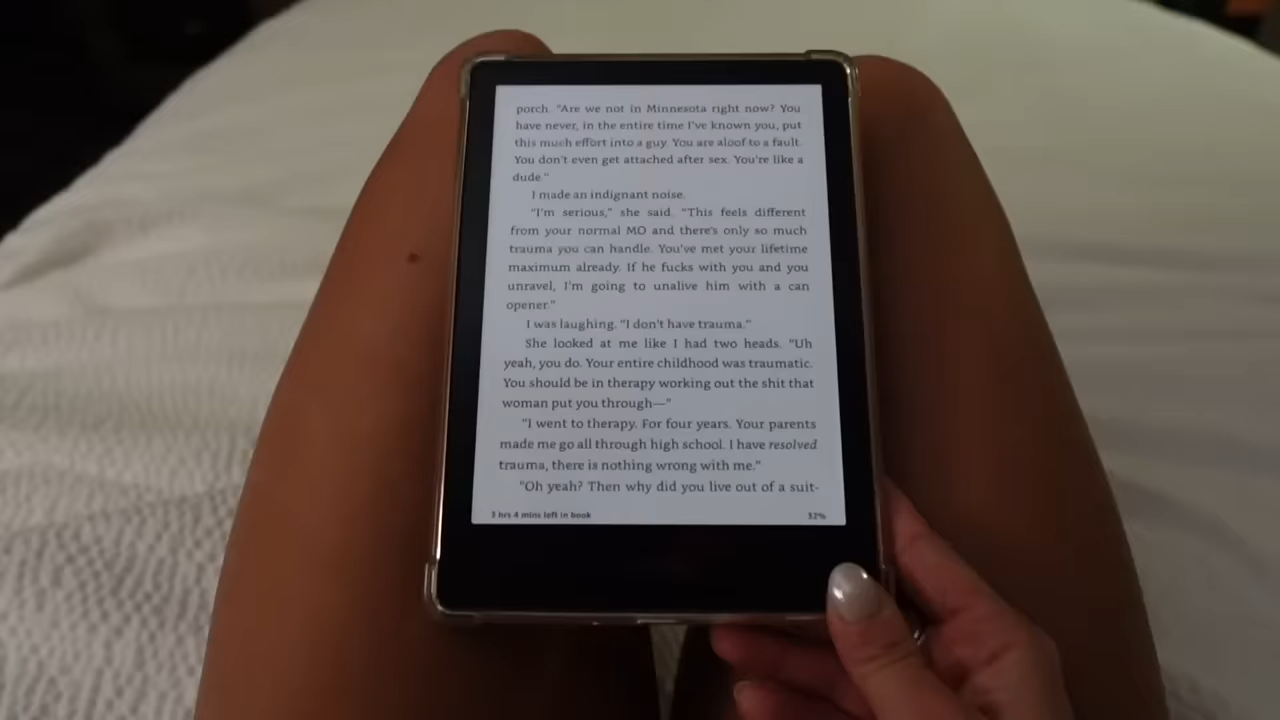 porch. "Are we not in Minnesota right now? You
have never, in the entire time I've known you, put
this much effort into a guy. You are aloof to a fault.
You don't even get attached after sex. You're like a
dude."
I made an indignant noise.
"I'm serious," she said. "This feels different
from your normal MO and there's only so much
trauma you can handle. You've met your lifetime
maximum already. If he fucks with you and you
unravel, I'm going to unalive him with a can
opener."
I was laughing. "I don't have trauma."
She looked at me like I had two heads. "Uh
yeah, you do. Your entire childhood was traumatic.
You should be in therapy working out the shit that
woman put you through—"
"I went to therapy. For four years. Your parents
made me go all through high school. I have resolved
trauma, there is nothing wrong with me."
"Oh yeah? Then why did you live out of a suit-
3 hrs 4 mins left in book 32%